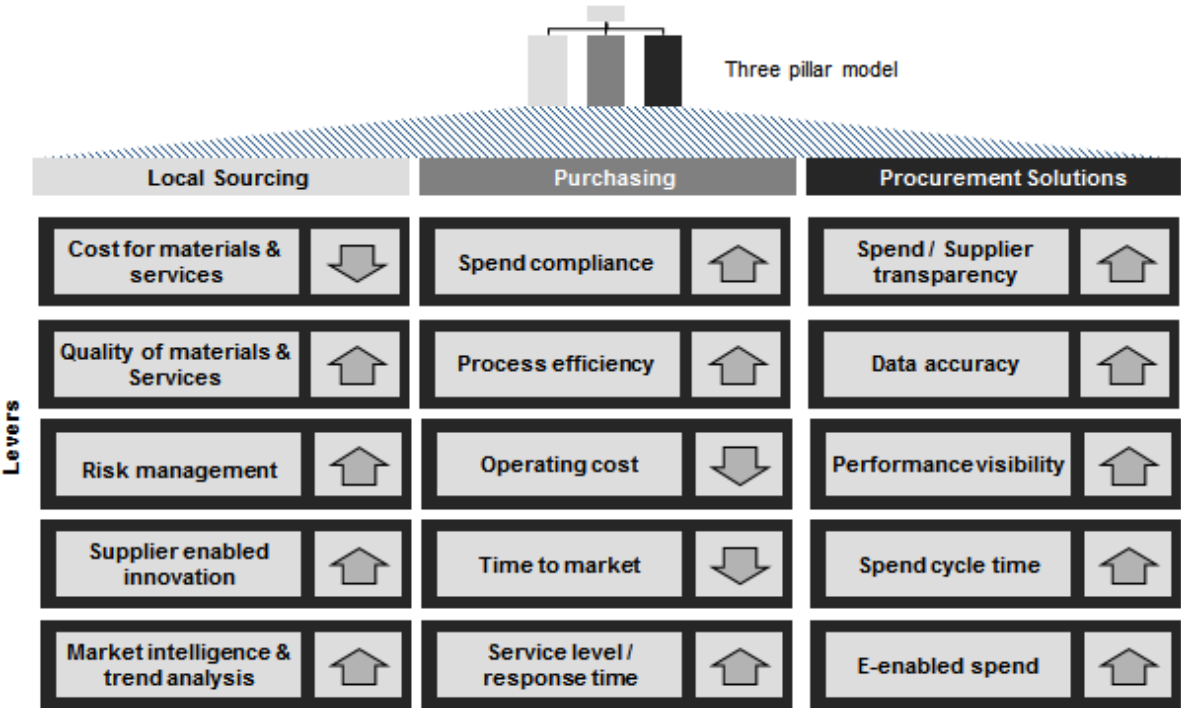 Three pillar model
Local Sourcing
Purchasing
Procurement Solutions
Levers
Cost for materials &
services
Spend compliance
Spend / Supplier
transparency
Quality of materials &
Services
Process efficiency
Data accuracy
Risk management
Operating cost
Performance visibility
Supplier enabled
innovation
Time to market
Spend cycle time
Market intelligence &
trend analysis
Service level /
response time
E-enabled spend